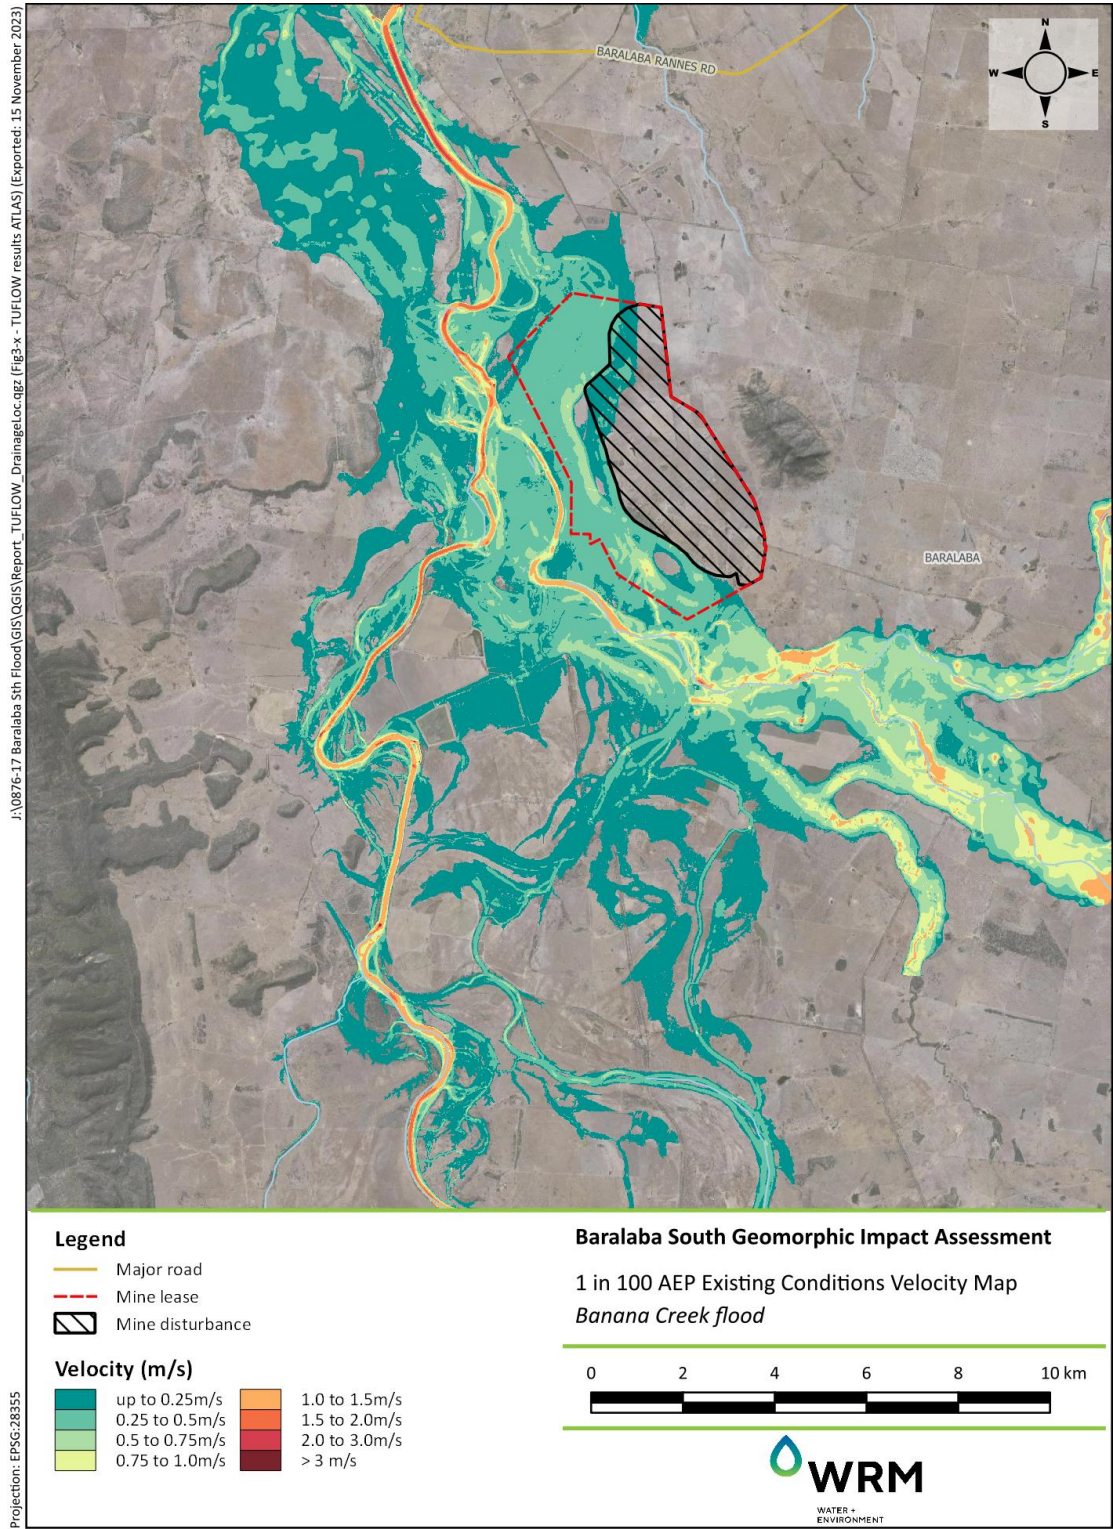 J:\0876-17 Baralaba Sth Flood\GIS\QGIS\Report_TUFLOW_DrainageLoc.qgz (Fig3-x - TUFLOW results ATLAS) (Exported: 15 November 2023)
Projection: EPSG:28355
N
W E
S
BARALABA RANNES RD
BARALABA
Legend
Major road
Mine lease
Mine disturbance
Velocity (m/s)
up to 0.25m/s
0.25 to 0.5m/s
0.5 to 0.75m/s
0.75 to 1.0m/s
1.0 to 1.5m/s
1.5 to 2.0m/s
2.0 to 3.0m/s
> 3 m/s
Baralaba South Geomorphic Impact Assessment
1 in 100 AEP Existing Conditions Velocity Map
Banana Creek flood
0 2 4 6 8 10 km
WRM
WATER +
ENVIRONMENT